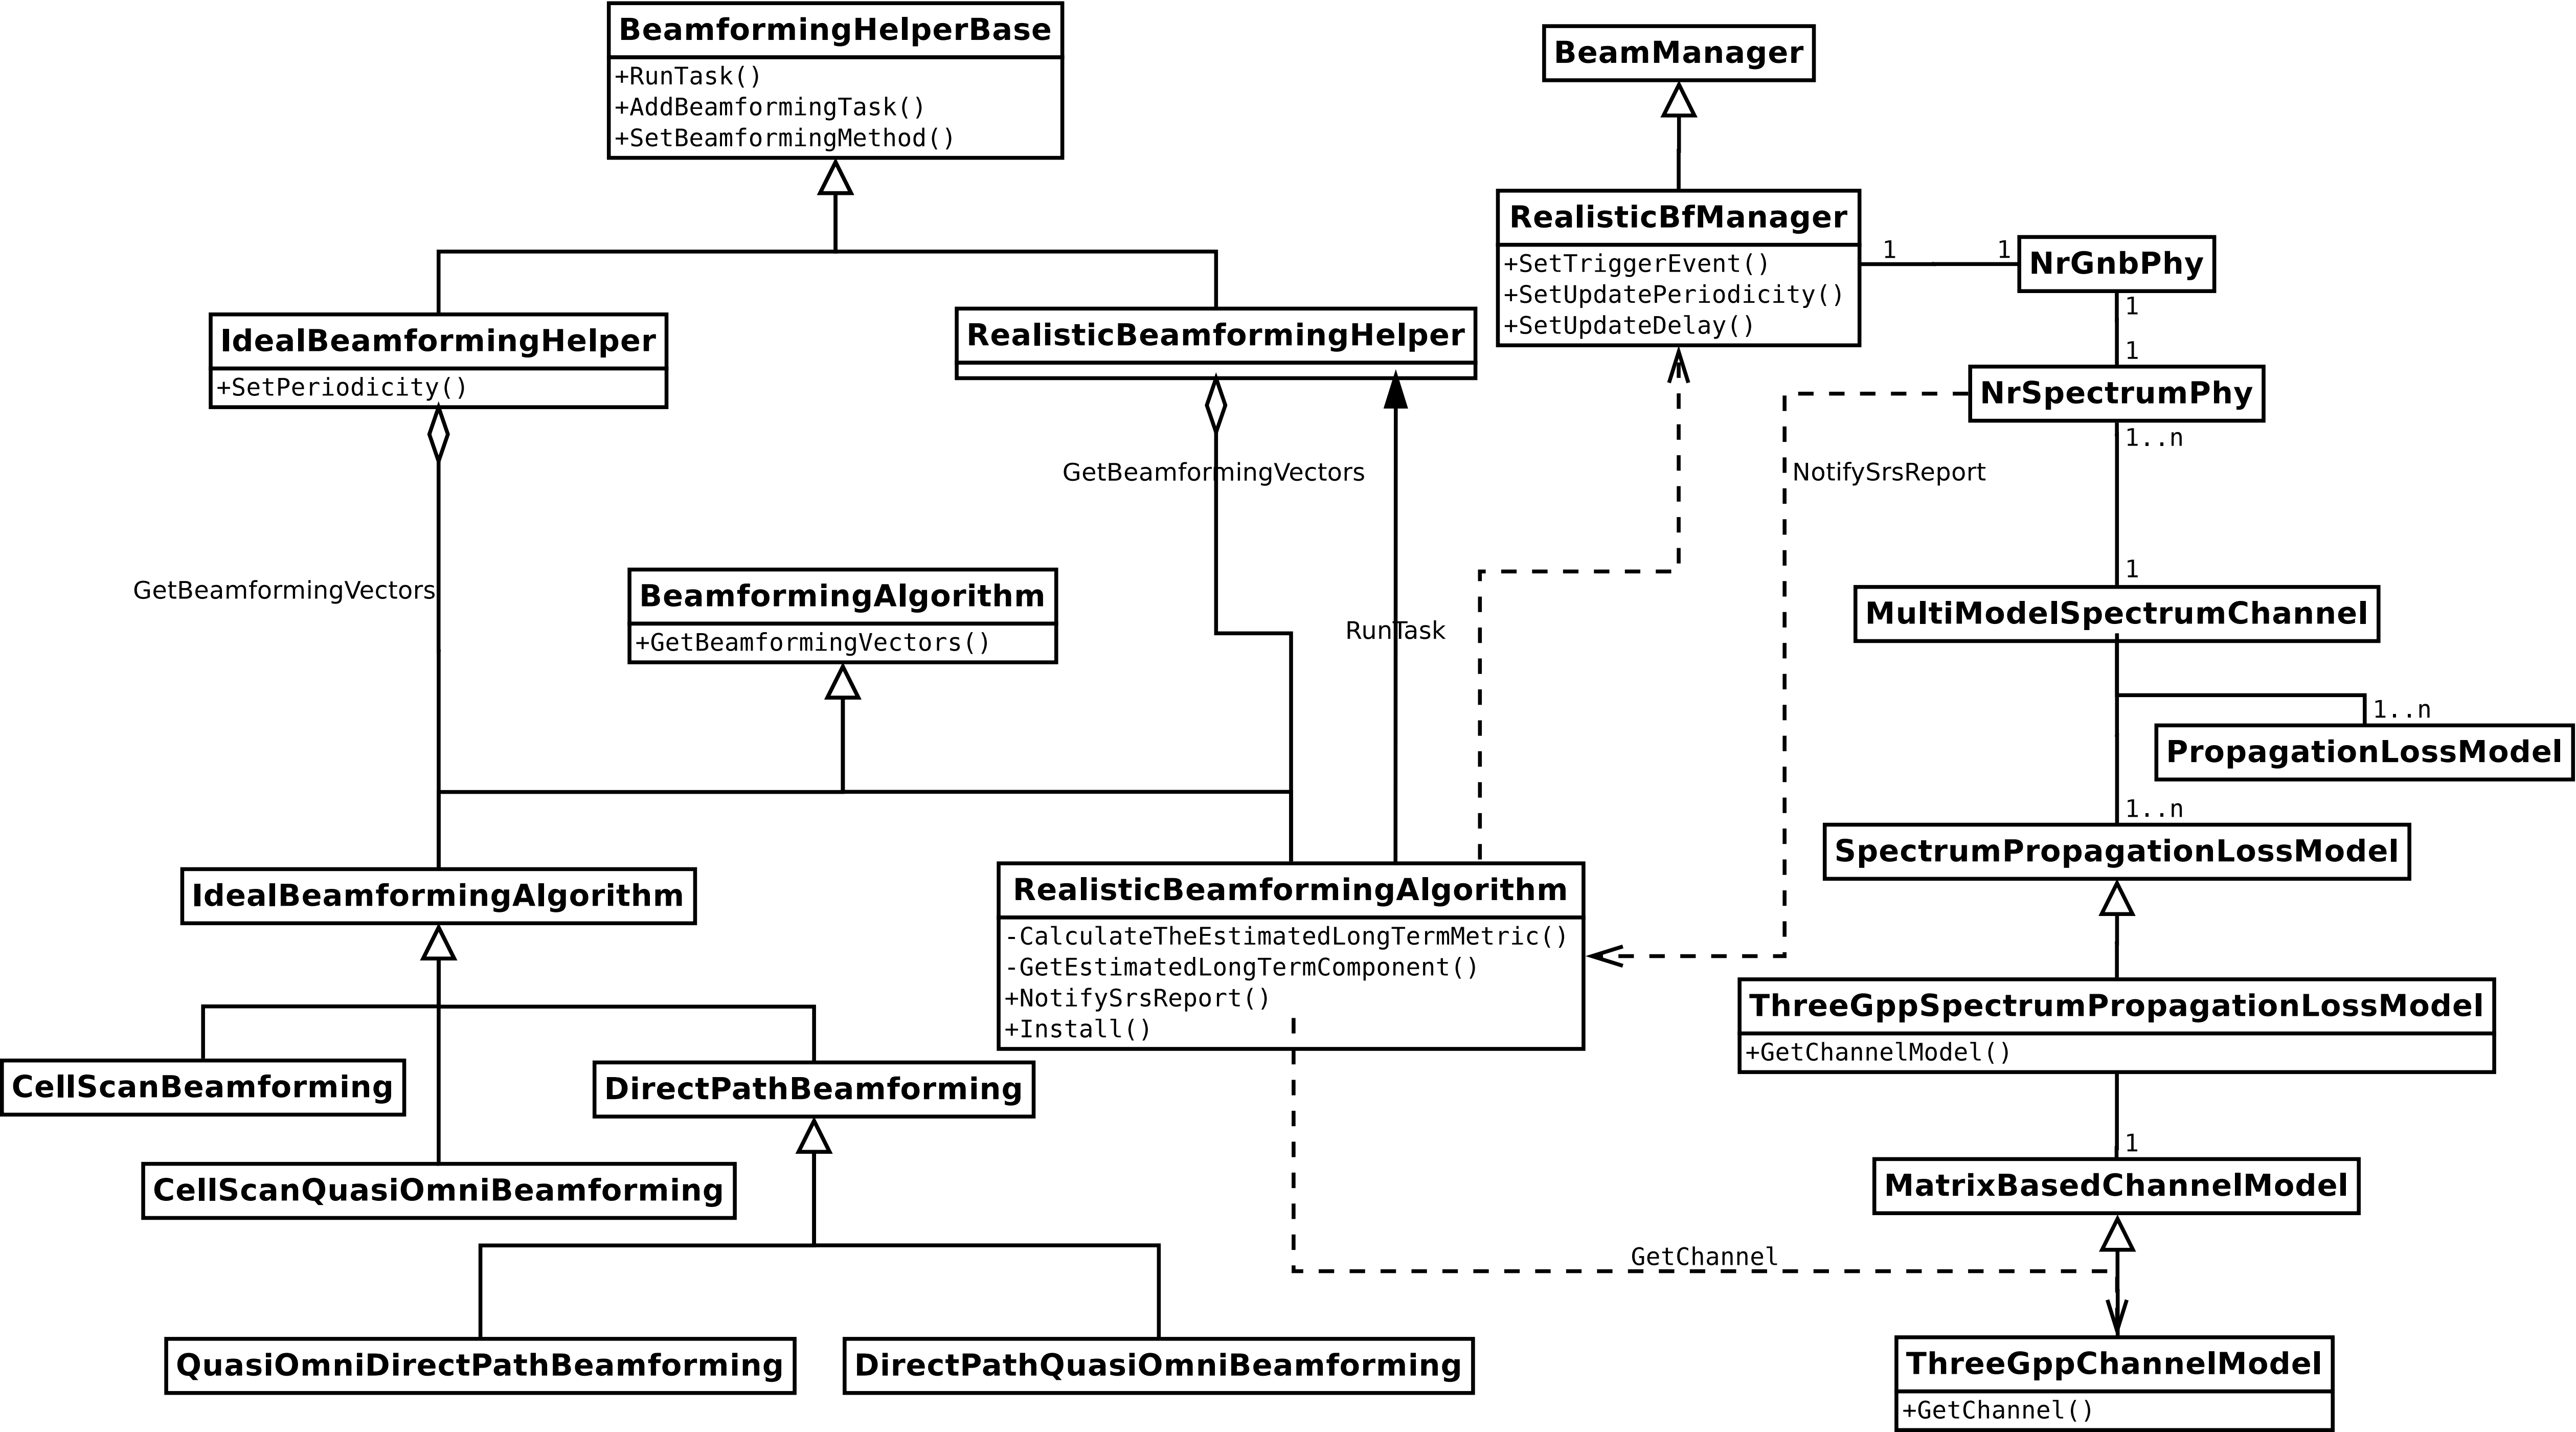 BeamformingHelperBase
+RunTask()
+AddBeamformingTask()
+SetBeamformingMethod()
BeamManager
RealisticBfManager
+SetTriggerEvent()
+SetUpdatePeriodicity()
+SetUpdateDelay()
1
1
NrGnbPhy
1
1
NrSpectrumPhy
1..n
IdealBeamformingHelper
+SetPeriodicity()
RealisticBeamformingHelper
GetBeamformingVectors
NotifySrsReport
GetBeamformingVectors
BeamformingAlgorithm
+GetBeamformingVectors()
RunTask
1
MultiModelSpectrumChannel
1..n
PropagationLossModel
1..n
SpectrumPropagationLossModel
IdealBeamformingAlgorithm
RealisticBeamformingAlgorithm
-CalculateTheEstimatedLongTermMetric()
-GetEstimatedLongTermComponent()
+NotifySrsReport()
+Install()
ThreeGppSpectrumPropagationLossModel
+GetChannelModel()
CellScanBeamforming
DirectPathBeamforming
1
MatrixBasedChannelModel
CellScanQuasiOmniBeamforming
GetChannel
QuasiOmniDirectPathBeamforming
DirectPathQuasiOmniBeamforming
ThreeGppChannelModel
+GetChannel()